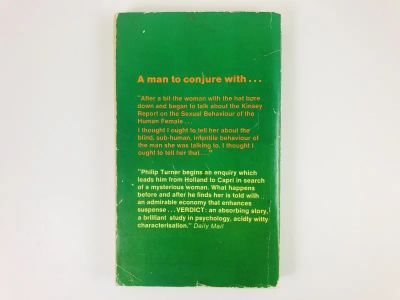 A man to conjure with...
"After a bit the woman with the hat bore
down and began to talk about the Kinsey
Report on the Sexual Behaviour of the
Human Female...
I thought I ought to tell her about the
blind, sub-human, infantile behaviour of
the man she was talking to. I thought I
ought to tell her that..."
"Philip Turner begins an enquiry which
leads him from Holland to Capri in search
of a mysterious woman. What happens
before and after he finds her is told with
an admirable economy that enhances
suspense...VERDICT: an absorbing story,
a brilliant study in psychology, acidly witty
characterisation." Daily Mail